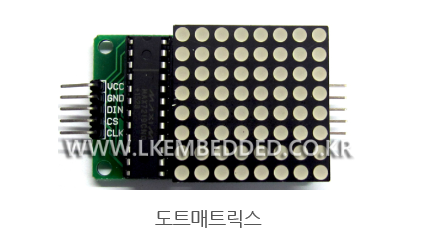 VCC
GND
DIN
CS
CLK
WWW.LKEMBEDDED.CO.KR
도트매트릭스